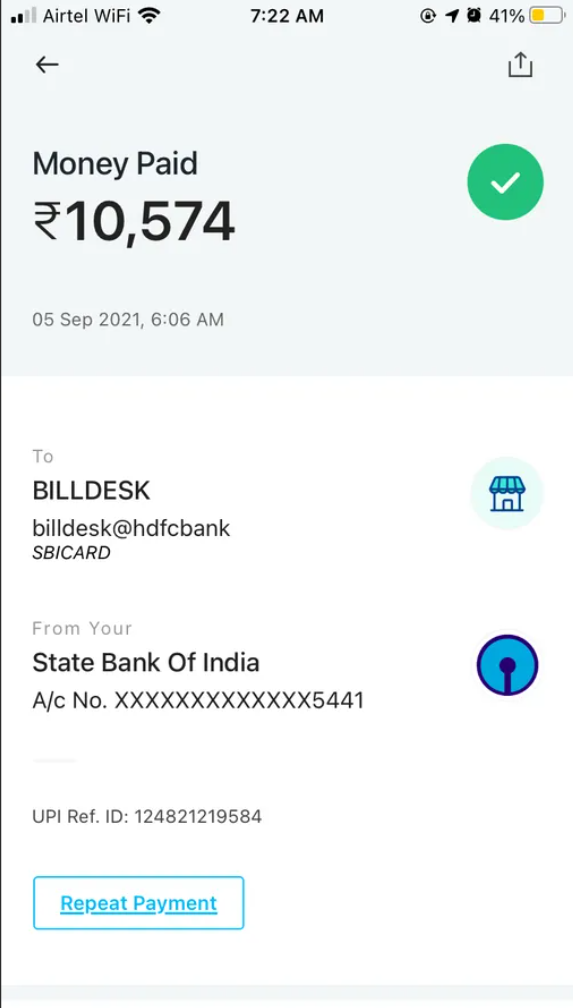 Airtel WiFi 7:22 AM 41%
Money Paid
₹10,574
05 Sep 2021, 6:06 AM
To
BILLDESK
billdesk@hdfcbank
SBICARD
From Your
State Bank Of India
A/c No. XXXXXXXXXXXXX5441
UPI Ref. ID: 124821219584
Repeat Payment